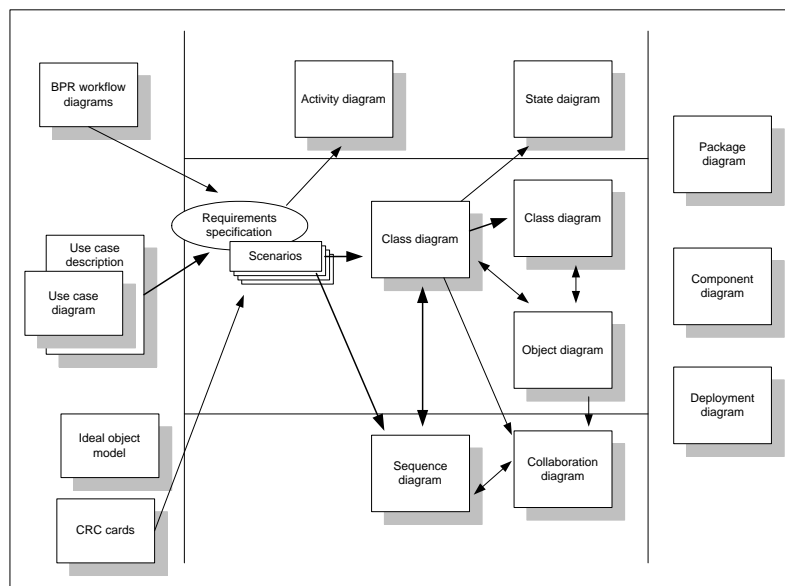 BPR workflow
diagrams
Activity diagram
State daigram
Package
diagram
Requirements
specification
Scenarios
Class diagram
Class diagram
Use case
description
Use case
diagram
Component
diagram
Object diagram
Deployment
diagram
Ideal object
model
Sequence
diagram
Collaboration
diagram
CRC cards